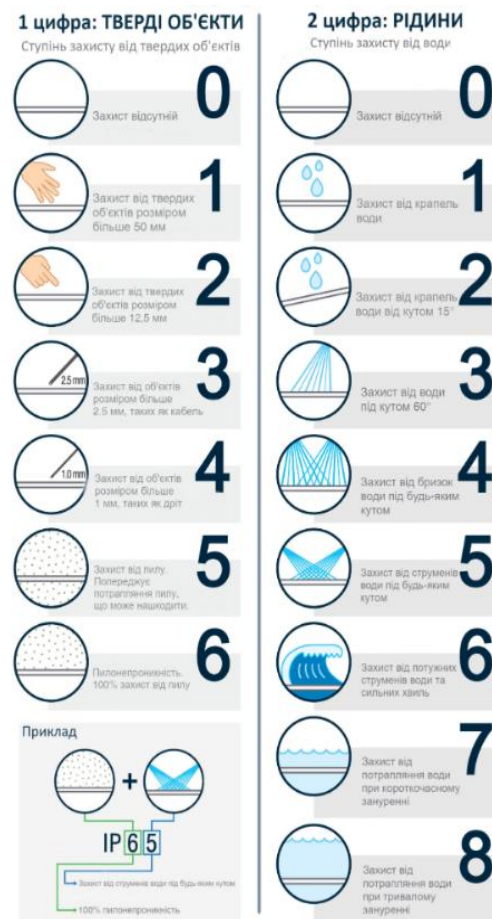 1 цифра: ТВЕРДІ ОБ'ЄКТИ
Ступінь захисту від твердих об'єктів
0
Захист відсутній
1
Захист від твердих
об'єктів розміром
більше 50 мм
2
Захист від твердих
об'єктів розміром
більше 12,5 мм
3
2.5 mm
Захист від об'єктів
розміром більше
2.5 мм, таких як кабель
4
1.0 mm
Захист від об'єктів
розміром більше
1 мм, таких як дріт
5
Захист від пилу.
Попереджує
потрапляння пилу,
що може нашкодити.
6
Пилонепроникність.
100% захист від пилу
Приклад
+
IP 6 5
Захист від струменів води під будь-яким кутом
100% пилонепроникність
2 цифра: РІДИНИ
Ступінь захисту від води
0
Захист відсутній
1
Захист від крапель
води
2
Захист від крапель
води від кутом 15°
3
Захист від води
під кутом 60°
4
Захист від бризок
води під будь-яким
кутом
5
Захист від струменів
води під будь-яким
кутом
6
Захист від потужних
струменів води та
сильних хвиль
7
Захист від
потрапляння води
при короткочасному
зануренні
8
Захист від
потрапляння води
при тривалому
зануренні